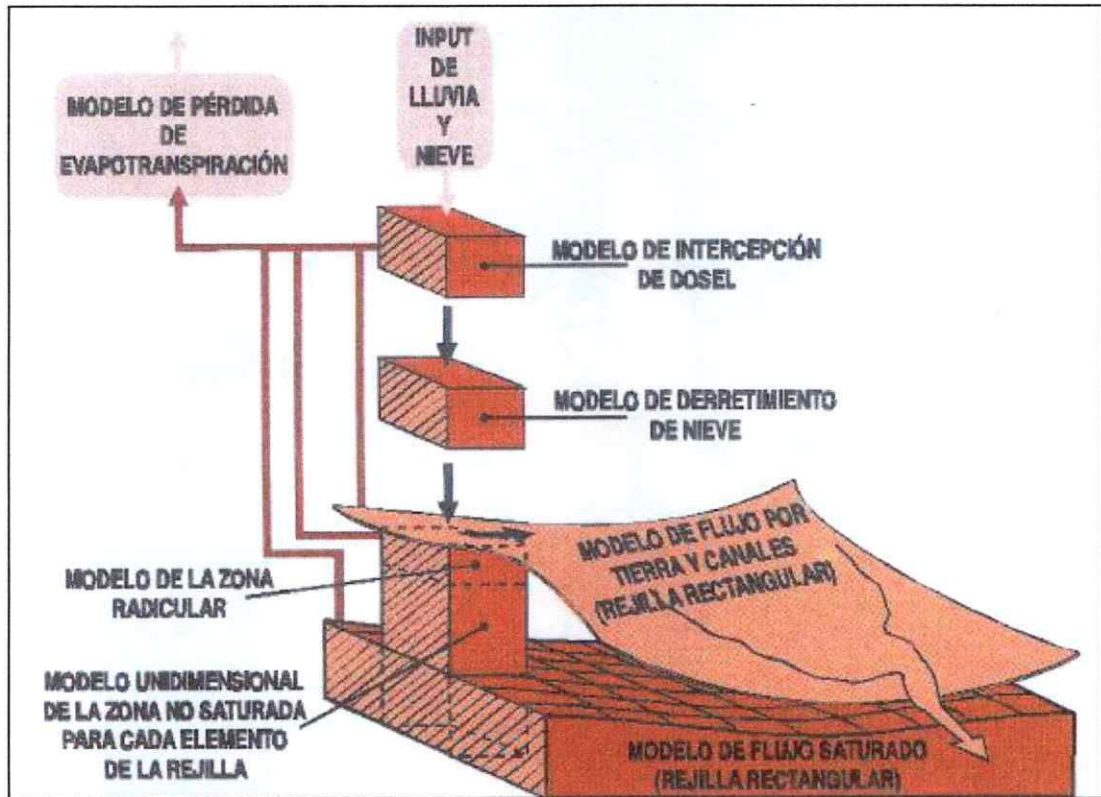 MODELO DE PÉRDIDA
DE
EVAPOTRANSPIRACIÓN
INPUT
DE
LLUVIA
Y
NIEVE
MODELO DE INTERCEPCIÓN
DE DOSEL
MODELO DE DERRETIMIENTO
DE NIEVE
MODELO DE FLUJO POR
TIERRA Y CANALES
(REJILLA RECTANGULAR)
MODELO DE LA ZONA
RADICULAR
MODELO UNIDIMENSIONAL
DE LA ZONA NO SATURADA
PARA CADA ELEMENTO
DE LA REJILLA
MODELO DE FLUJO SATURADO
(REJILLA RECTANGULAR)